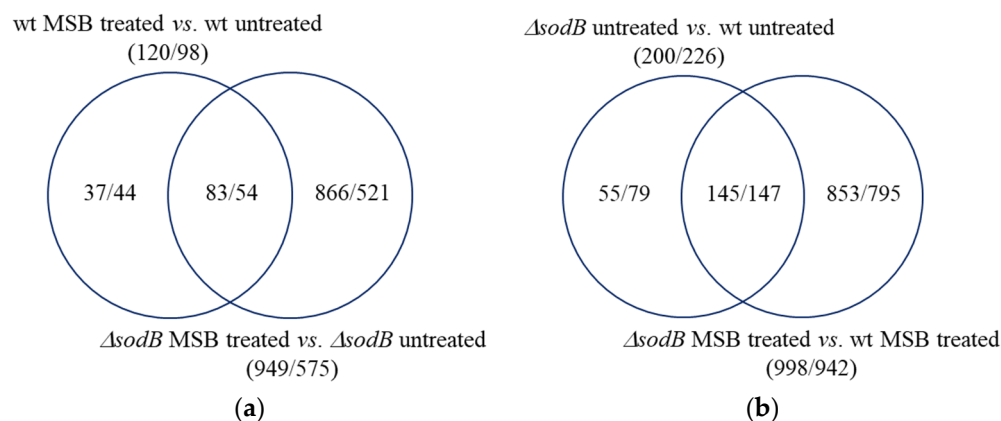 wt MSB treated vs. wt untreated
(120/98)
37/44
83/54
866/521
ΔsodB MSB treated vs. ΔsodB untreated
(949/575)
(a)
ΔsodB untreated vs. wt untreated
(200/226)
55/79
145/147
853/795
ΔsodB MSB treated vs. wt MSB treated
(998/942)
(b)